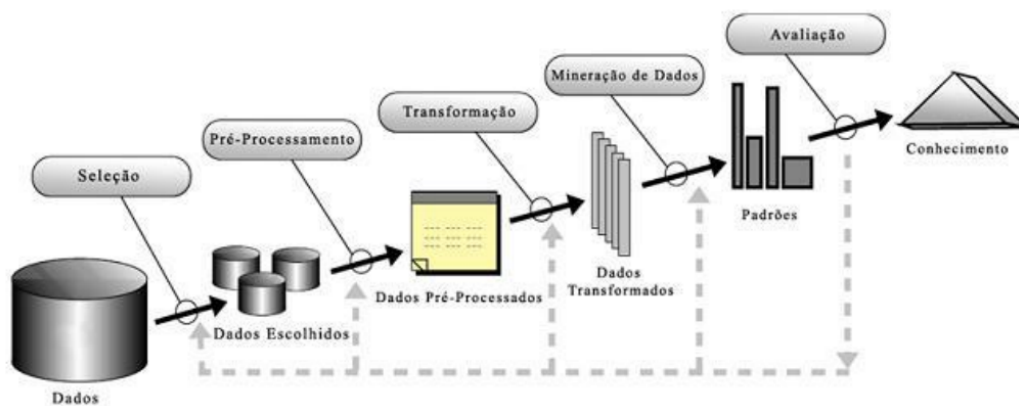 Avaliação
Mineração de Dados
Transformação
Pré-Processamento
Seleção
Conhecimento
Padrões
Dados
Transformados
Dados Pré-Processados
Dados Escolhidos
Dados